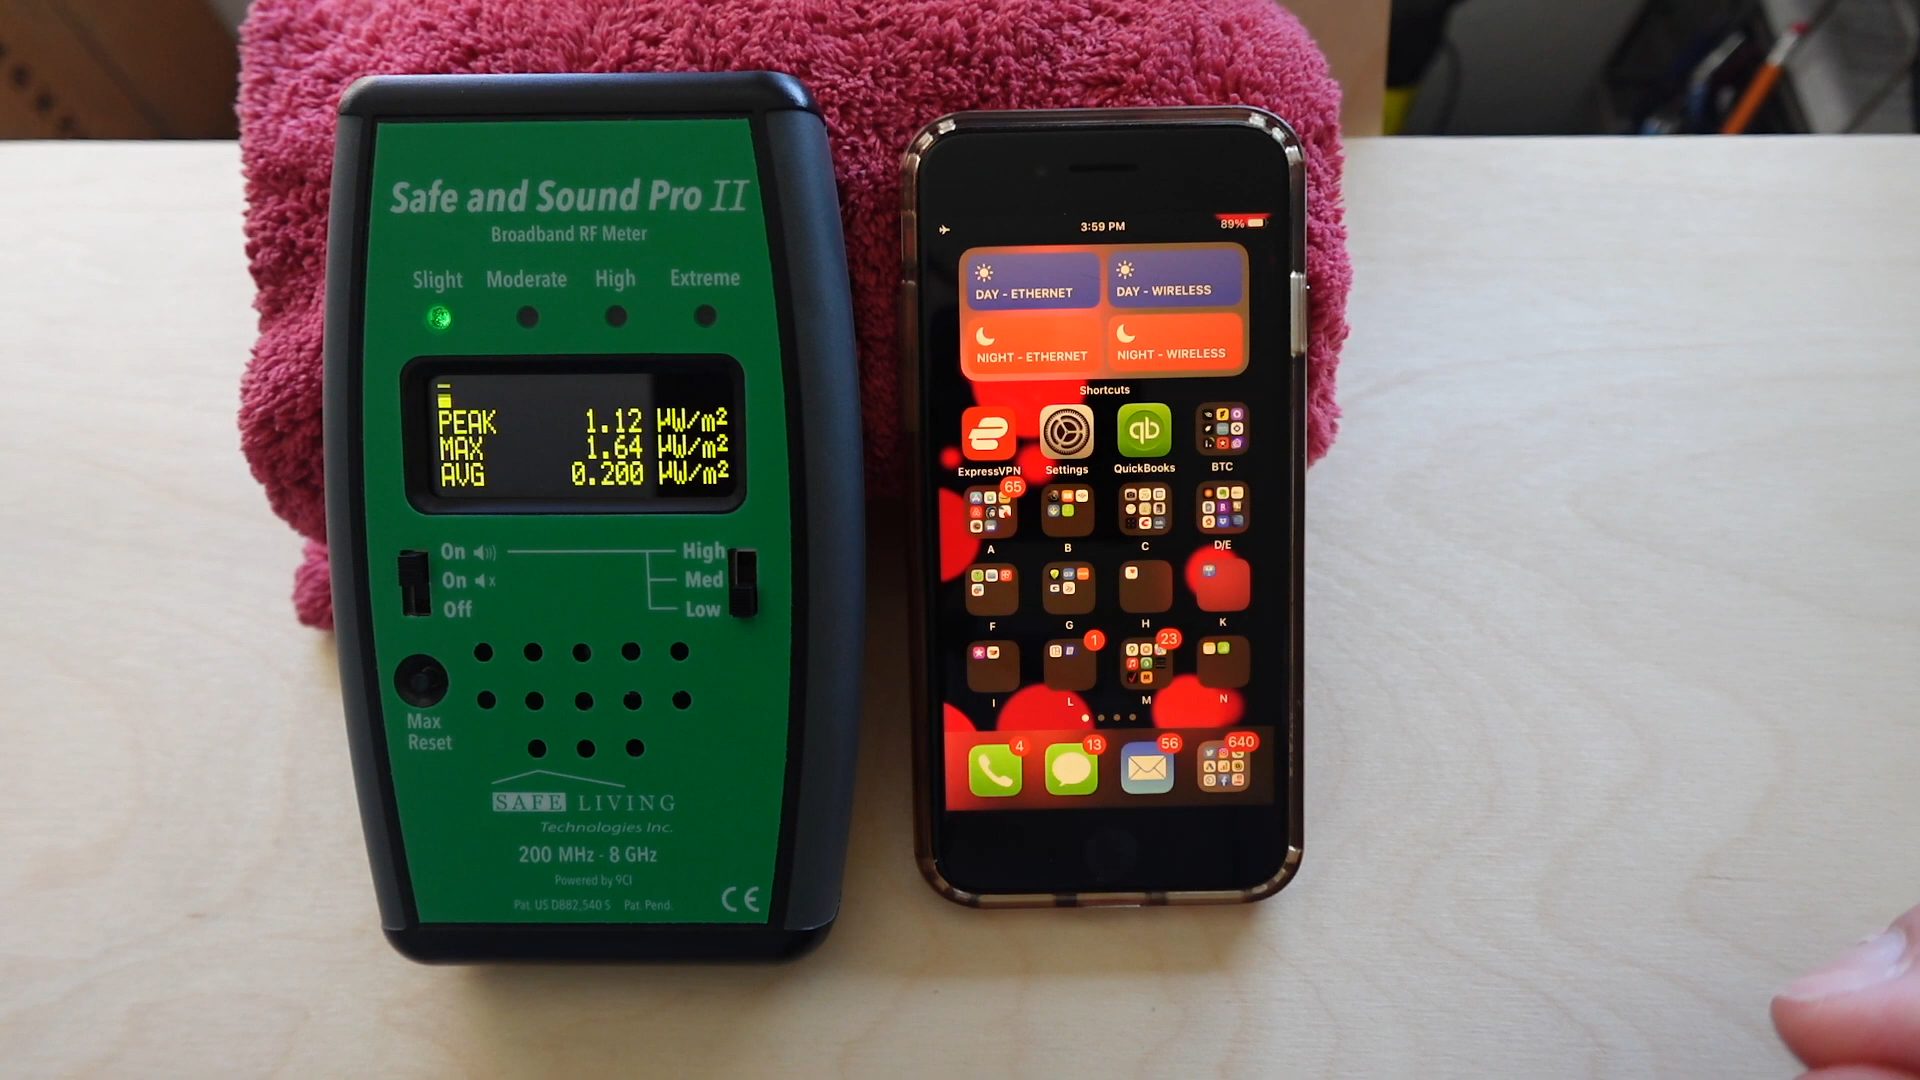 Safe and Sound Pro II
Broadband RF Meter
Slight Moderate High Extreme
PEAK 1.12 µW/m²
MAX 1.64 µW/m²
AVG 0.200 µW/m²
On
On
Off
High
Med
Low
Max
Reset
SAFE LIVING
Technologies Inc.
200 MHz - 8 GHz
Powered by 9CI
Pat. US D882,540 S Pat. Pend.
CE
3:59 PM
89%
DAY - ETHERNET
DAY - WIRELESS
NIGHT - ETHERNET
NIGHT - WIRELESS
Shortcuts
qb
ExpressVPN
Settings
QuickBooks
BTC
65
A
B
C
D/E
F
G
H
K
1
23
I
L
M
N
4
13
56
640